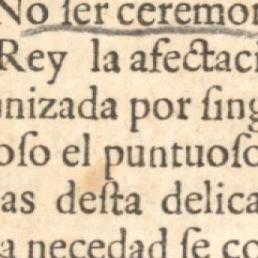 No ſer ceremon
Rey la afectaci
nizada por ſing
oſo el puntuoſo
as deſta delica
a necedad ſe co